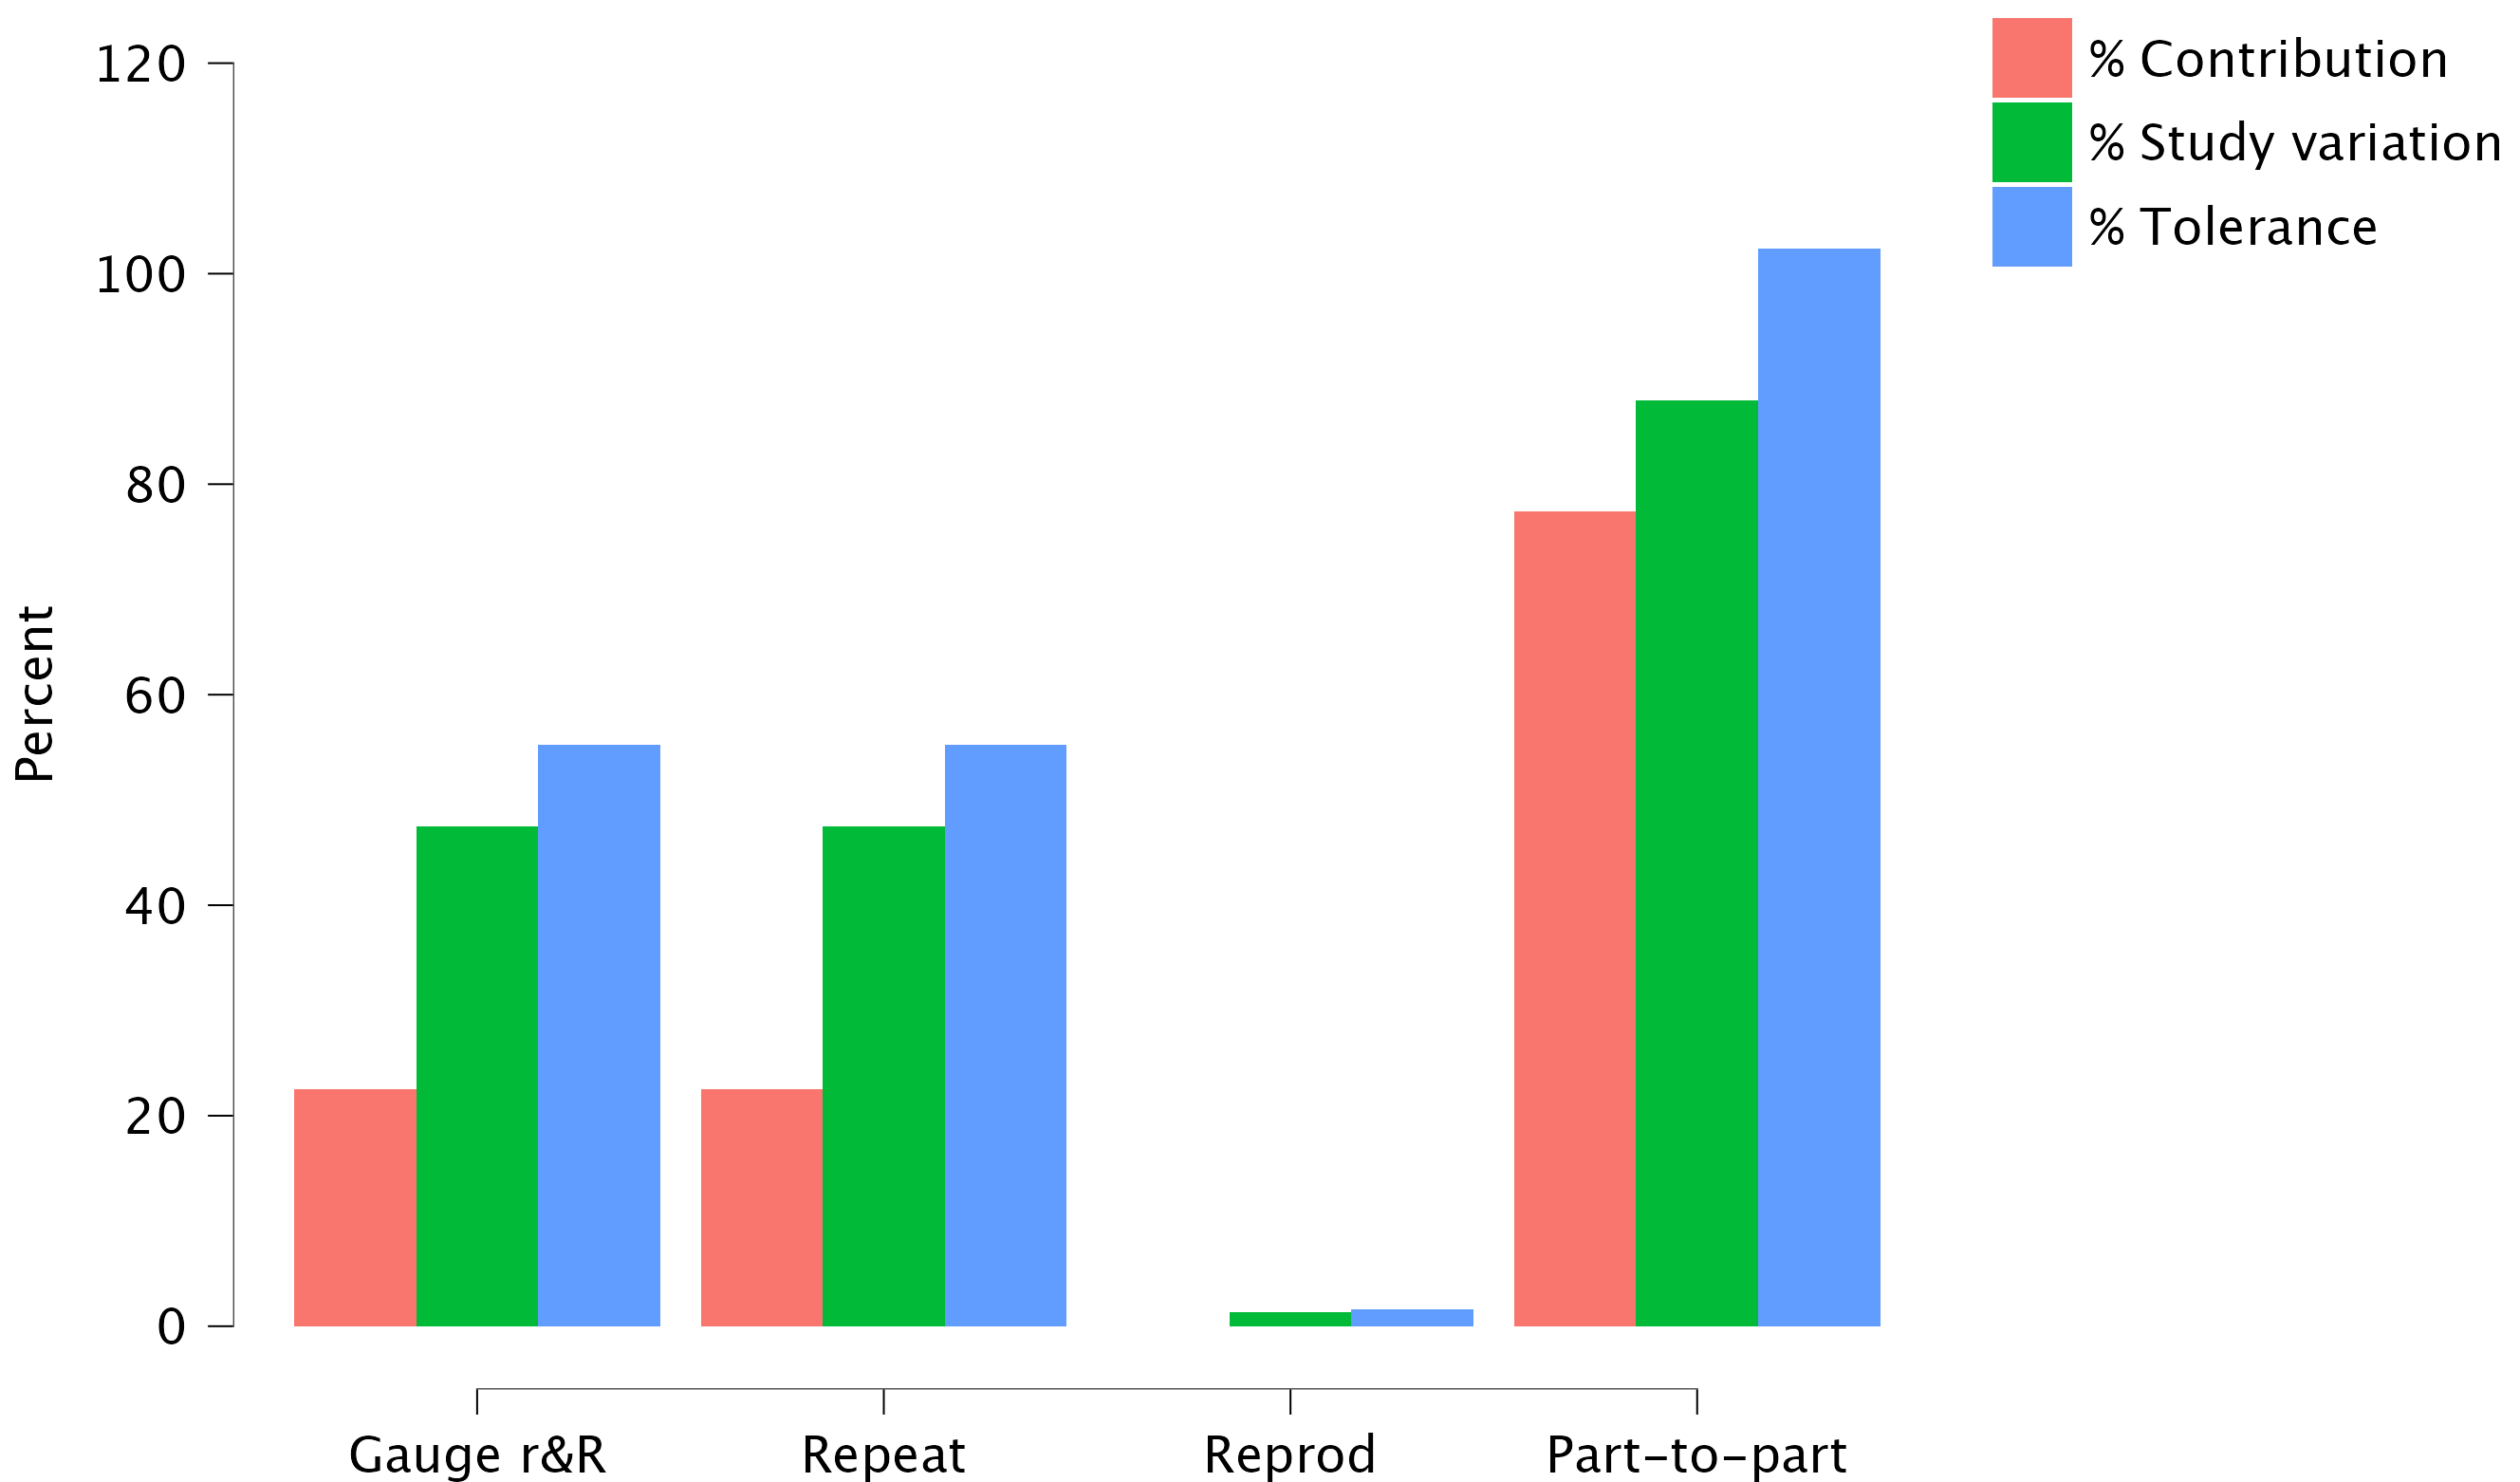 120
100
80
60
40
20
0
Percent
Gauge r&R
Repeat
Reprod
Part-to-part
% Contribution
% Study variation
% Tolerance